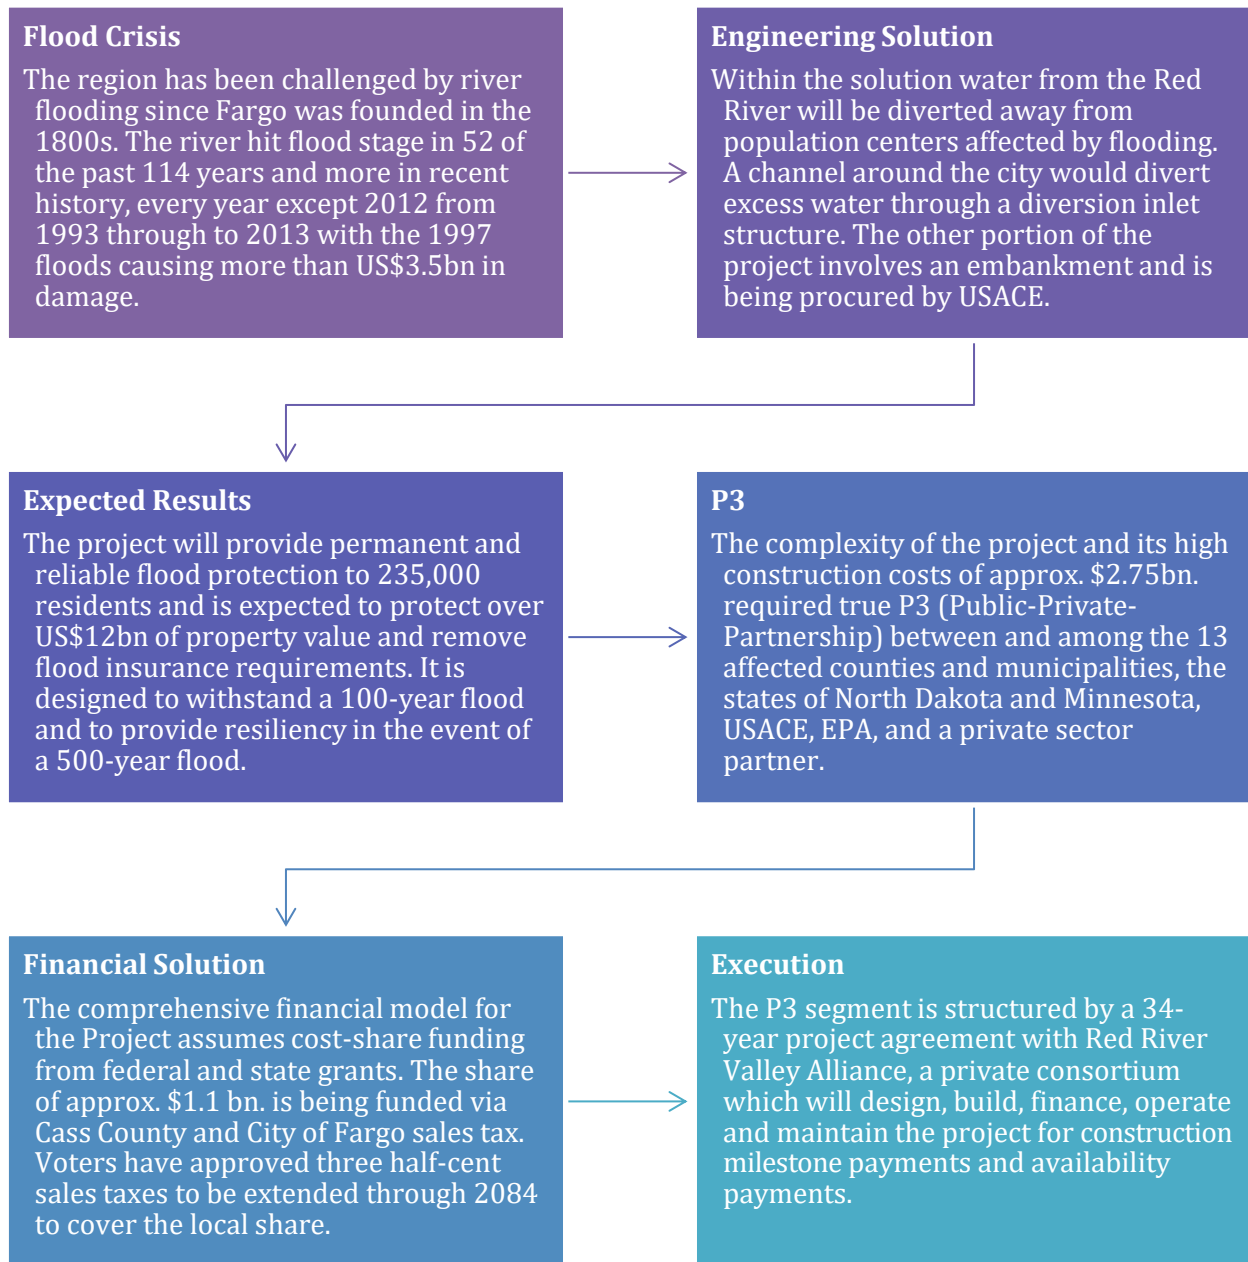 Flood Crisis
The region has been challenged by river
flooding since Fargo was founded in the
1800s. The river hit flood stage in 52 of
the past 114 years and more in recent
history, every year except 2012 from
1993 through to 2013 with the 1997
floods causing more than US$3.5bn in
damage.
Engineering Solution
Within the solution water from the Red
River will be diverted away from
population centers affected by flooding.
A channel around the city would divert
excess water through a diversion inlet
structure. The other portion of the
project involves an embankment and is
being procured by USACE.
Expected Results
The project will provide permanent and
reliable flood protection to 235,000
residents and is expected to protect over
US$12bn of property value and remove
flood insurance requirements. It is
designed to withstand a 100-year flood
and to provide resiliency in the event of
a 500-year flood.
P3
The complexity of the project and its high
construction costs of approx. $2.75bn.
required true P3 (Public-Private-
Partnership) between and among the 13
affected counties and municipalities, the
states of North Dakota and Minnesota,
USACE, EPA, and a private sector
partner.
Financial Solution
The comprehensive financial model for
the Project assumes cost-share funding
from federal and state grants. The share
of approx. $1.1 bn. is being funded via
Cass County and City of Fargo sales tax.
Voters have approved three half-cent
sales taxes to be extended through 2084
to cover the local share.
Execution
The P3 segment is structured by a 34-
year project agreement with Red River
Valley Alliance, a private consortium
which will design, build, finance, operate
and maintain the project for construction
milestone payments and availability
payments.